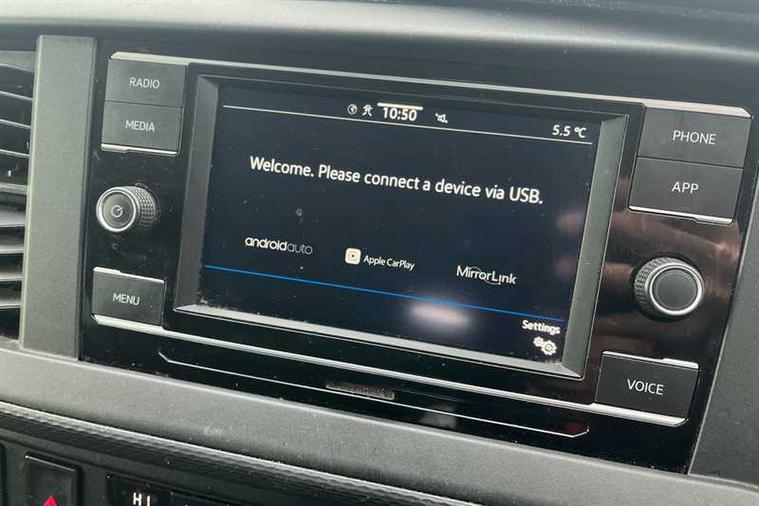 RADIO
MEDIA
MENU
10:50
5.5 °C
Welcome. Please connect a device via USB.
androidauto
Apple CarPlay
MirrorLink
Settings
PHONE
APP
VOICE
HI